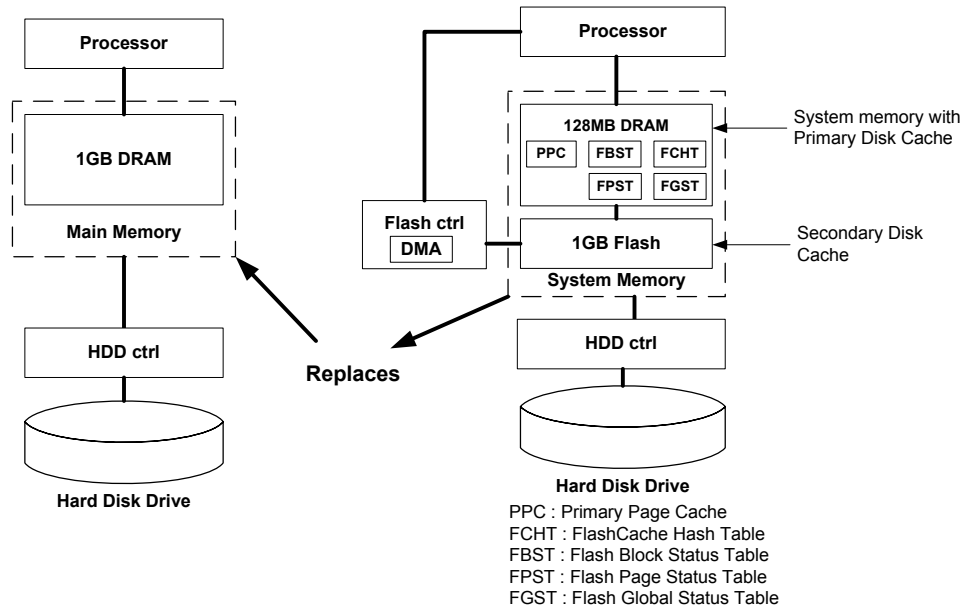 Processor
1GB DRAM
Main Memory
HDD ctrl
Hard Disk Drive
Replaces
Processor
128MB DRAM
PPC
FBST
FCHT
FPST
FGST
Flash ctrl
DMA
1GB Flash
System Memory
HDD ctrl
Hard Disk Drive
System memory with
Primary Disk Cache
Secondary Disk
Cache
PPC : Primary Page Cache
FCHT : FlashCache Hash Table
FBST : Flash Block Status Table
FPST : Flash Page Status Table
FGST : Flash Global Status Table